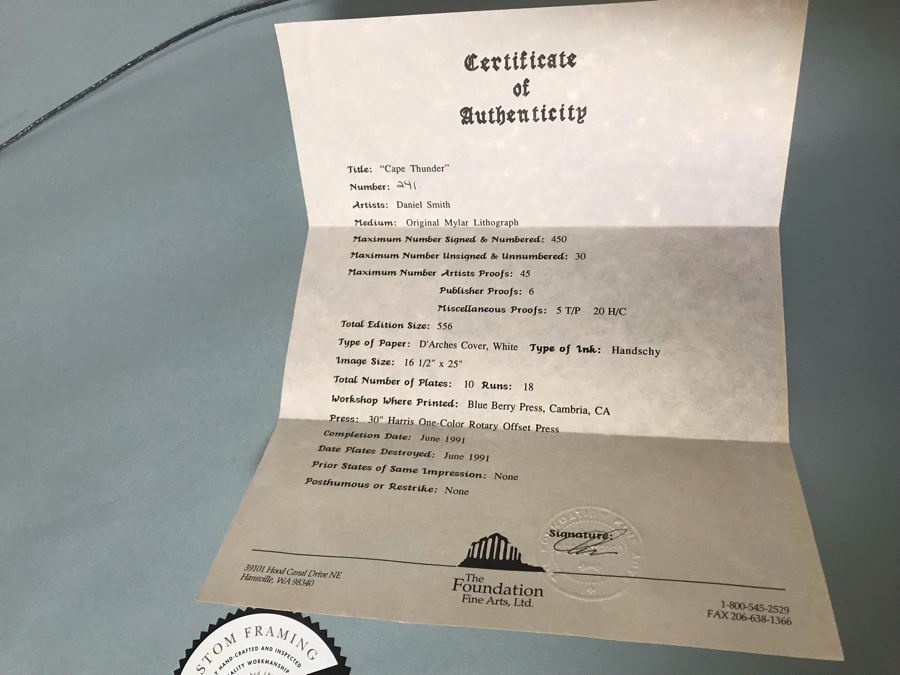 Certificate
of
Authenticity
Title: "Cape Thunder"
Number: 241
Artists: Daniel Smith
Medium: Original Mylar Lithograph
Maximum Number Signed & Numbered: 450
Maximum Number Unsigned & Unnumbered: 30
Maximum Number Artists Proofs: 45
Publisher Proofs: 6
Miscellaneous Proofs: 5 T/P 20 H/C
Total Edition Size: 556
Type of Paper: D'Arches Cover, White Type of Ink: Handschy
Image Size: 16 1/2" x 25"
Total Number of Plates: 10 Runs: 18
Workshop Where Printed: Blue Berry Press, Cambria, CA
Press: 30" Harris One-Color Rotary Offset Press
Completion Date: June 1991
Date Plates Destroyed: June 1991
Prior States of Same Impression: None
Posthumous or Restrike: None
Signature:
39101 Hood Canal Drive NE
Hansville, WA 98340
The
Foundation
Fine Arts, Ltd.
1-800-545-2529
FAX 206-638-1366
STOM FRAMING
HAND-CRAFTED AND INSPECTED
ALITY WORKMANSHIP